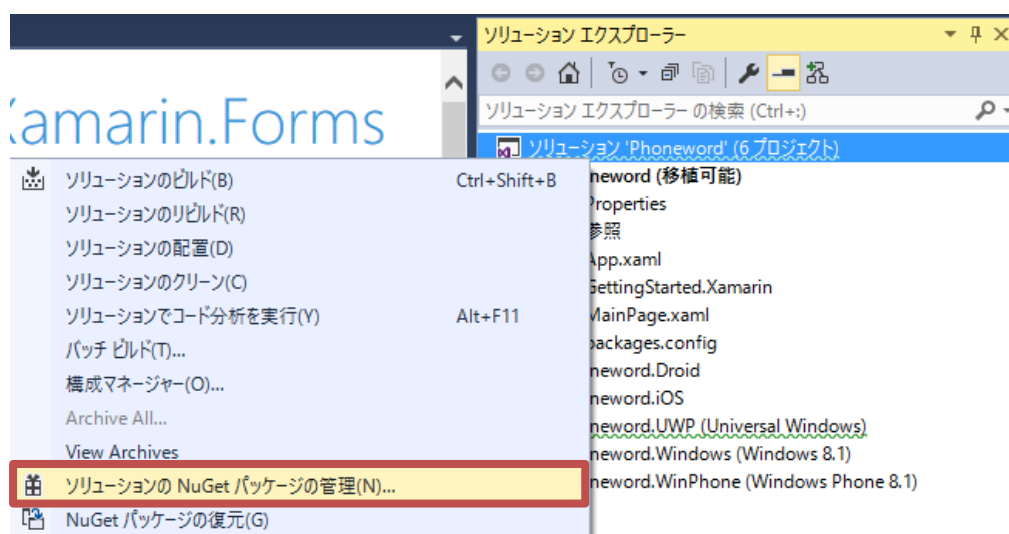 ソリューション エクスプローラー
ソリューション エクスプローラー の検索 (Ctrl+:)
amarin.Forms
ソリューション 'Phoneword' (6 プロジェクト)
neword (移植可能)
Properties
参照
App.xaml
GettingStarted.Xamarin
MainPage.xaml
packages.config
neword.Droid
neword.iOS
neword.UWP (Universal Windows)
neword.Windows (Windows 8.1)
neword.WinPhone (Windows Phone 8.1)
ソリューションのビルド(B) Ctrl+Shift+B
ソリューションのリビルド(R)
ソリューションの配置(D)
ソリューションのクリーン(C)
ソリューションでコード分析を実行(Y) Alt+F11
バッチ ビルド(T)...
構成マネージャー(O)...
Archive All...
View Archives
ソリューションの NuGet パッケージの管理(N)...
NuGet パッケージの復元(G)